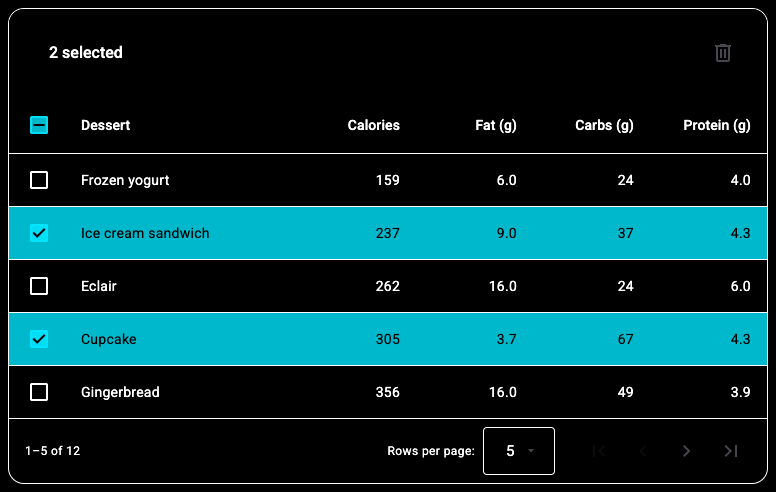 2 selected
Dessert Calories Fat (g) Carbs (g) Protein (g)
Frozen yogurt 159 6.0 24 4.0
Ice cream sandwich 237 9.0 37 4.3
Eclair 262 16.0 24 6.0
Cupcake 305 3.7 67 4.3
Gingerbread 356 16.0 49 3.9
1–5 of 12 Rows per page: 5